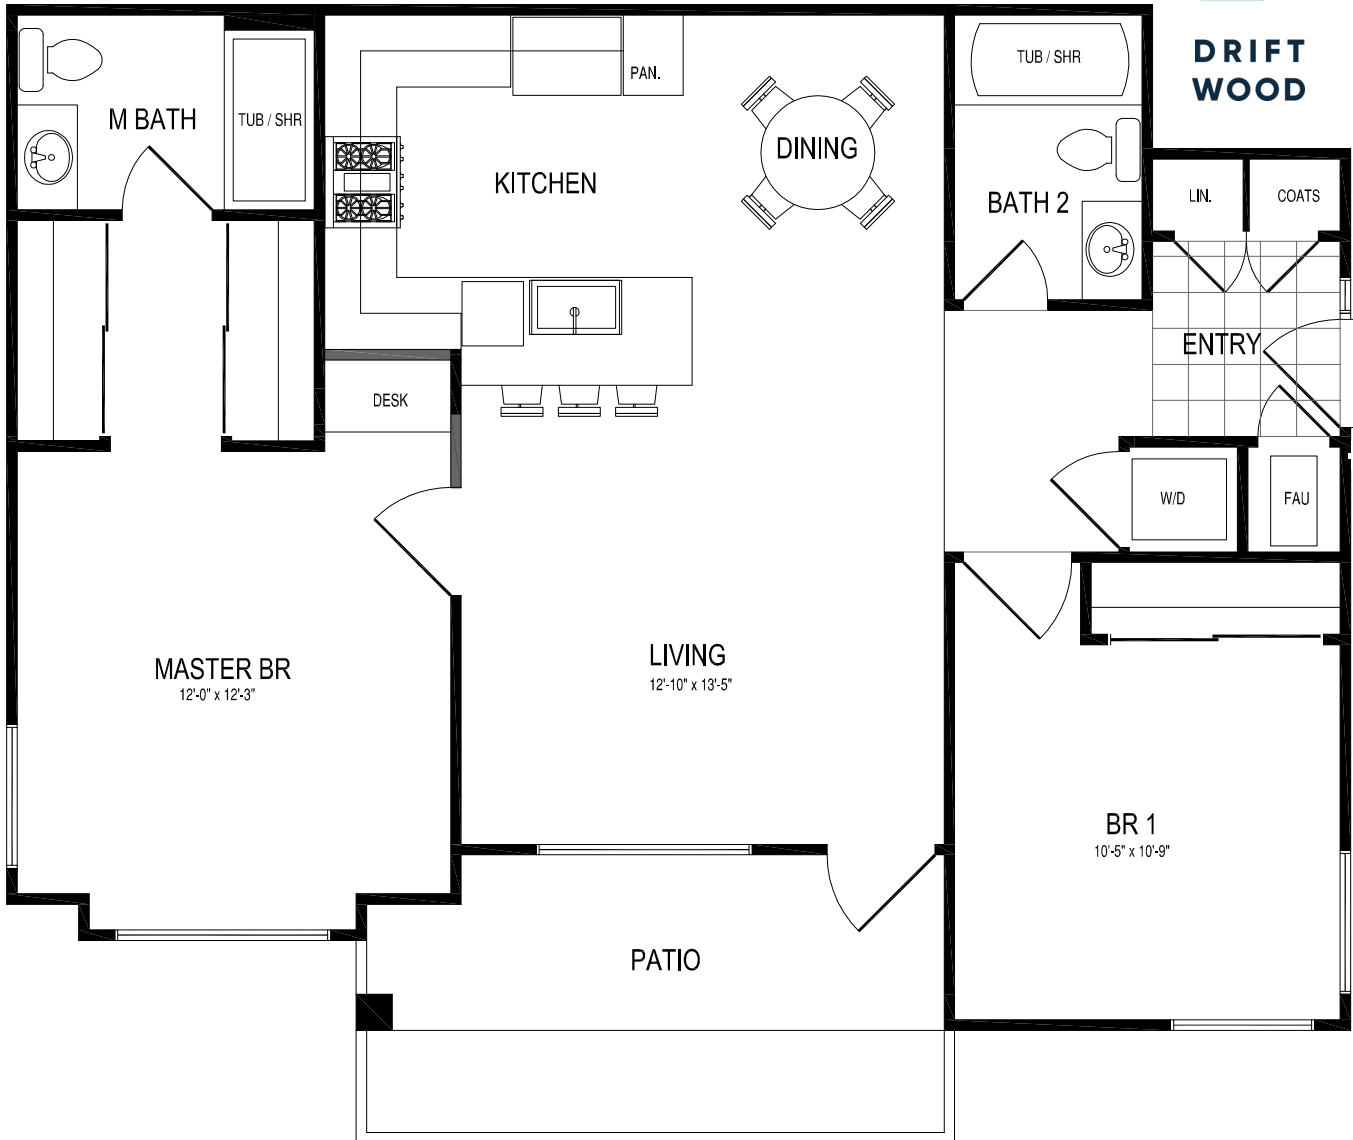 DRIFT
WOOD
TUB / SHR
PAN.
M BATH
TUB / SHR
DINING
KITCHEN
BATH 2
LIN.
COATS
ENTRY
DESK
W/D
FAU
MASTER BR
12'-0" x 12'-3"
LIVING
12'-10" x 13'-5"
BR 1
10'-5" x 10'-9"
PATIO